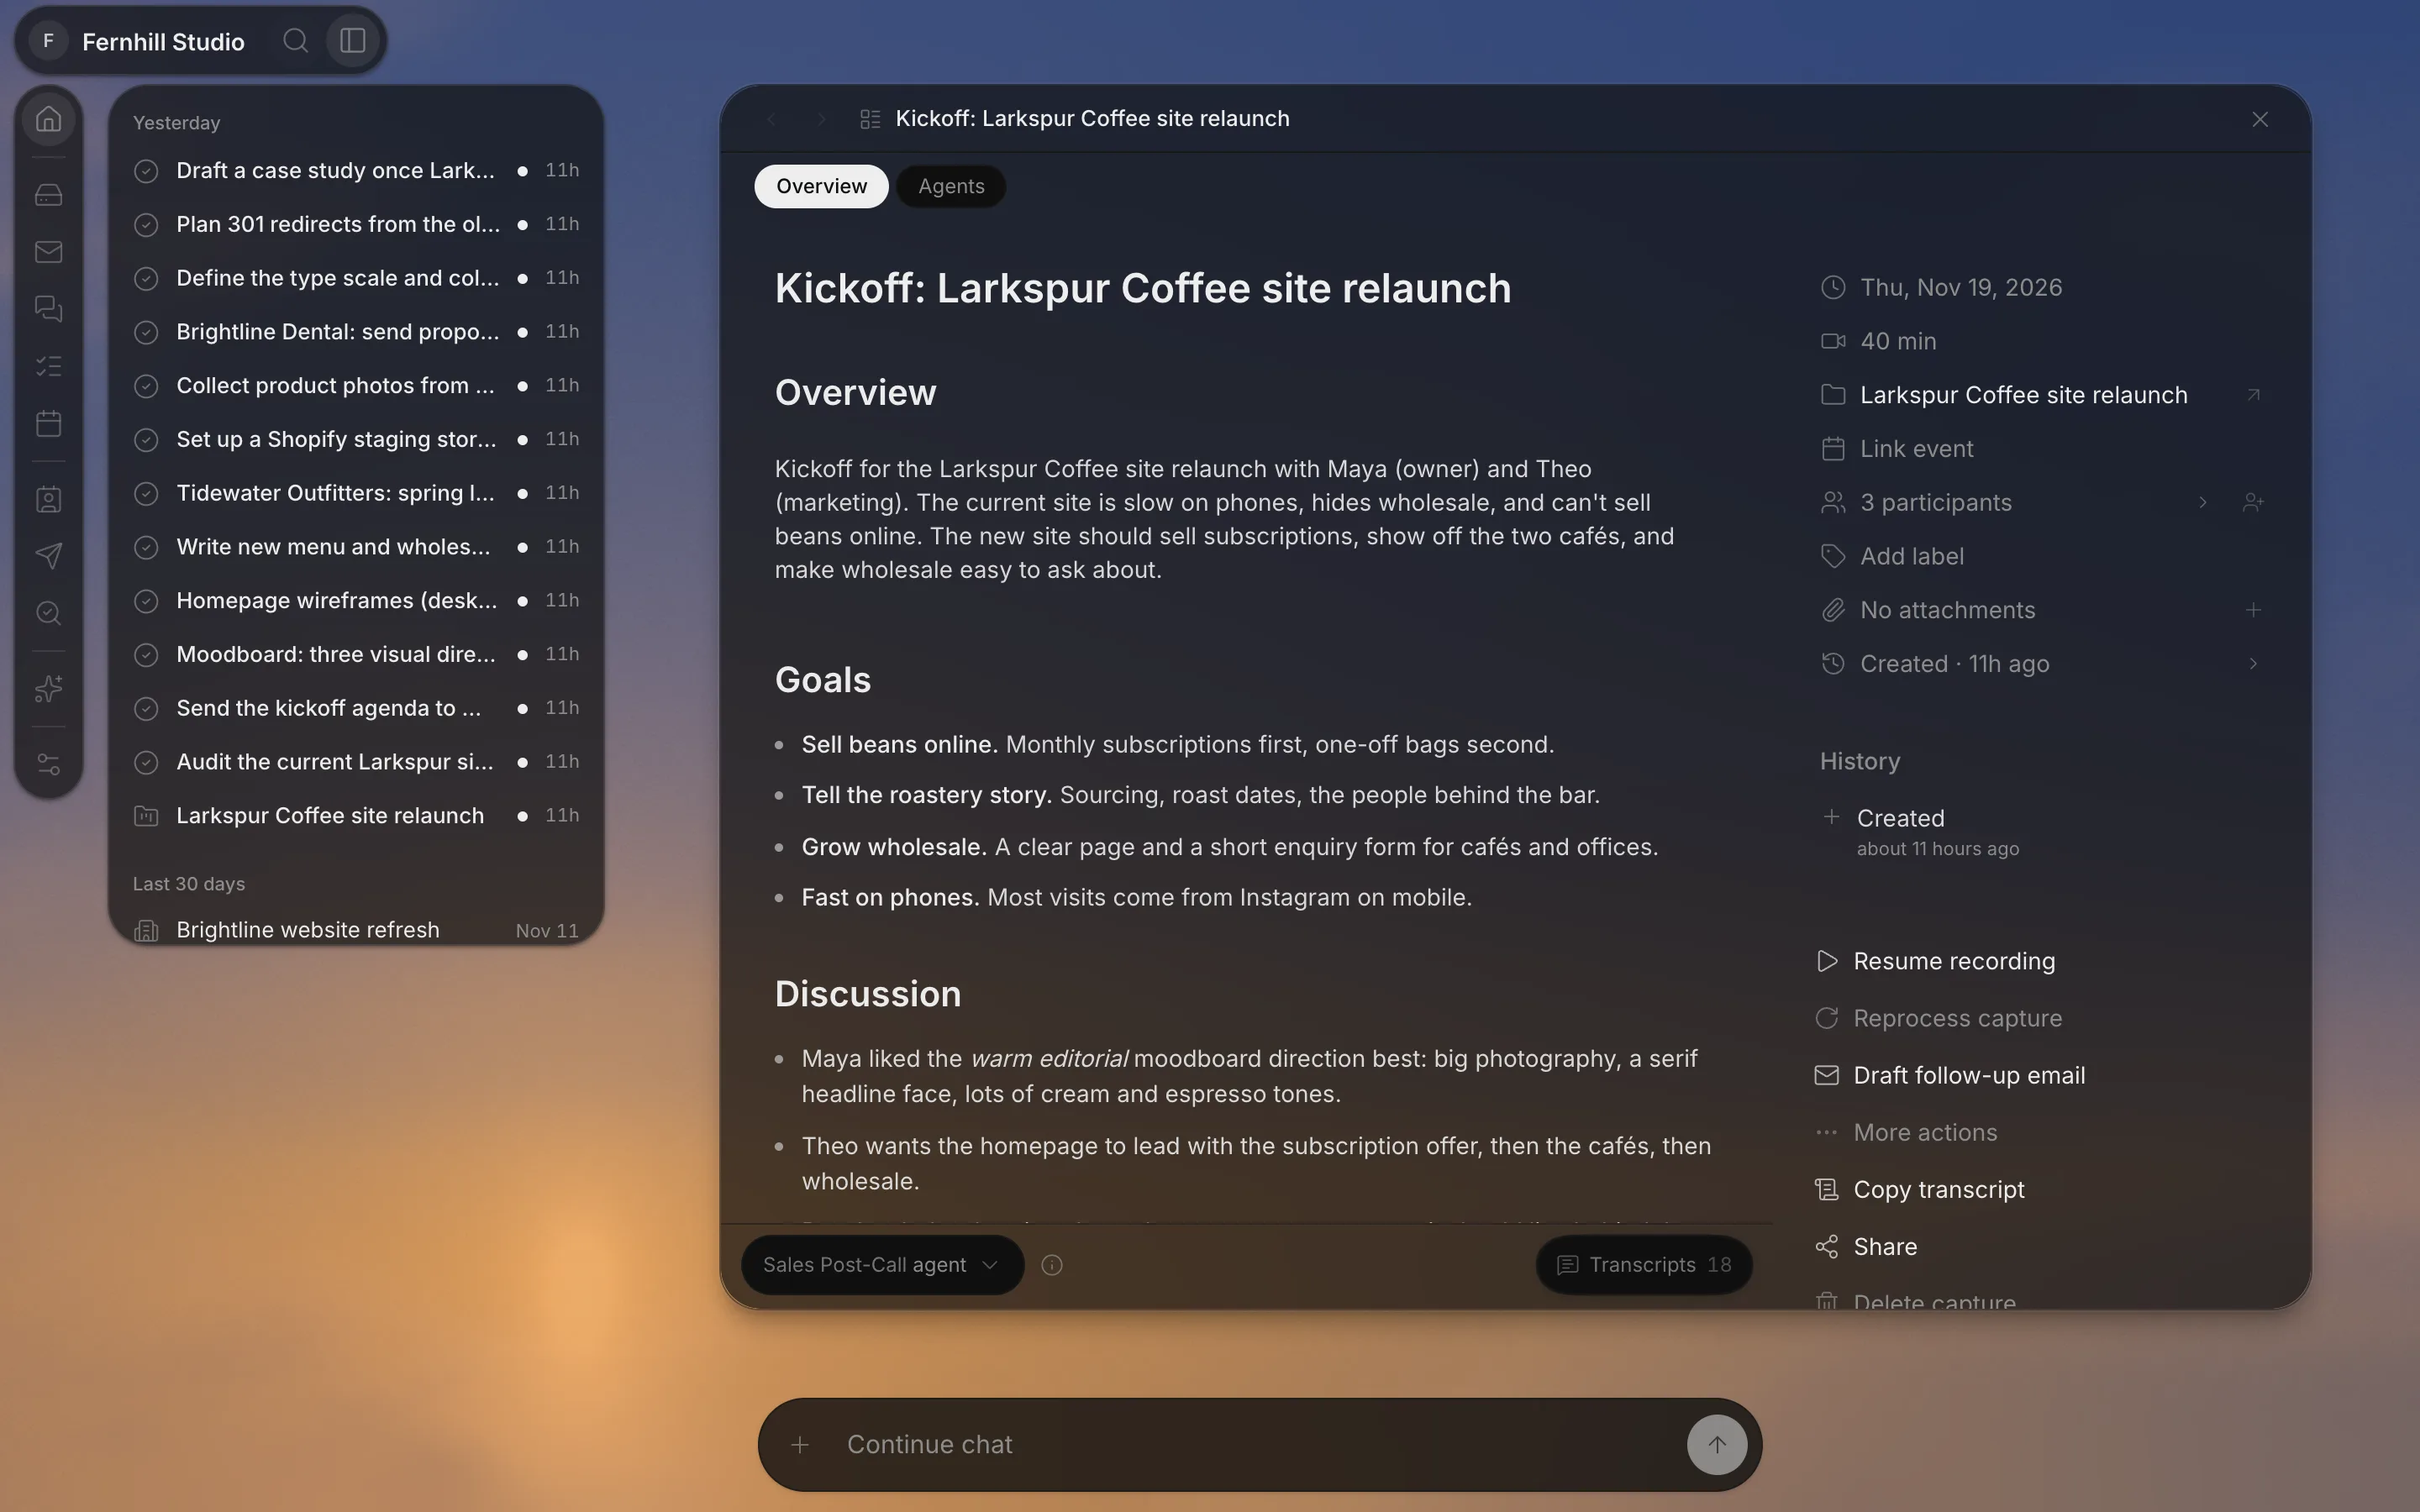 F Fernhill Studio
Yesterday
Draft a case study once Lark... 11h
Plan 301 redirects from the ol... 11h
Define the type scale and col... 11h
Brightline Dental: send propo... 11h
Collect product photos from ... 11h
Set up a Shopify staging stor... 11h
Tidewater Outfitters: spring l... 11h
Write new menu and wholes... 11h
Homepage wireframes (desk... 11h
Moodboard: three visual dire... 11h
Send the kickoff agenda to ... 11h
Audit the current Larkspur si... 11h
Larkspur Coffee site relaunch 11h
Last 30 days
Brightline website refresh Nov 11
Kickoff: Larkspur Coffee site relaunch
Overview Agents
Kickoff: Larkspur Coffee site relaunch
Overview
Kickoff for the Larkspur Coffee site relaunch with Maya (owner) and Theo
(marketing). The current site is slow on phones, hides wholesale, and can't sell
beans online. The new site should sell subscriptions, show off the two cafés, and
make wholesale easy to ask about.
Goals
Sell beans online. Monthly subscriptions first, one-off bags second.
Tell the roastery story. Sourcing, roast dates, the people behind the bar.
Grow wholesale. A clear page and a short enquiry form for cafés and offices.
Fast on phones. Most visits come from Instagram on mobile.
Discussion
Maya liked the warm editorial moodboard direction best: big photography, a serif
headline face, lots of cream and espresso tones.
Theo wants the homepage to lead with the subscription offer, then the cafés, then
wholesale.
Sales Post-Call agent
Transcripts 18
Thu, Nov 19, 2026
40 min
Larkspur Coffee site relaunch
Link event
3 participants
Add label
No attachments
Created · 11h ago
History
Created
about 11 hours ago
Resume recording
Reprocess capture
Draft follow-up email
More actions
Copy transcript
Share
Delete capture
Continue chat